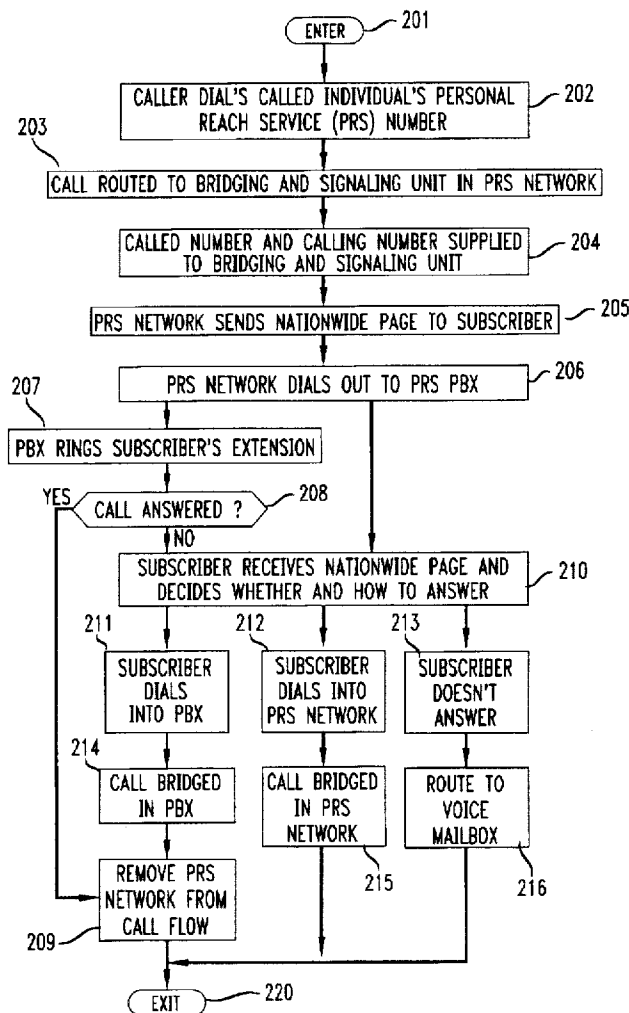 ENTER
201
CALLER DIAL'S CALLED INDIVIDUAL'S PERSONAL
REACH SERVICE (PRS) NUMBER
202
203
CALL ROUTED TO BRIDGING AND SIGNALING UNIT IN PRS NETWORK
CALLED NUMBER AND CALLING NUMBER SUPPLIED
TO BRIDGING AND SIGNALING UNIT
204
PRS NETWORK SENDS NATIONWIDE PAGE TO SUBSCRIBER
205
PRS NETWORK DIALS OUT TO PRS PBX
206
207
PBX RINGS SUBSCRIBER'S EXTENSION
YES
CALL ANSWERED ?
208
NO
SUBSCRIBER RECEIVES NATIONWIDE PAGE AND
DECIDES WHETHER AND HOW TO ANSWER
210
211
SUBSCRIBER
DIALS
INTO PBX
212
SUBSCRIBER
DIALS INTO
PRS NETWORK
213
SUBSCRIBER
DOESN'T
ANSWER
214
CALL BRIDGED
IN PBX
CALL BRIDGED
IN PRS
NETWORK
215
ROUTE TO
VOICE
MAILBOX
216
REMOVE PRS
NETWORK FROM
CALL FLOW
209
EXIT
220